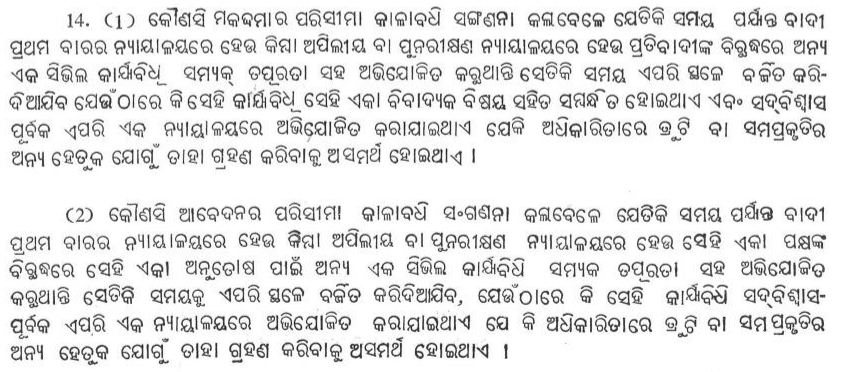 14. (1) କୌଣସି ମକଦ୍ଦମାର ପରିସୀମା କାଳାବଧି ସଙ୍ଗଣନା କଲାବେଳେ ଯେତିକି ସମୟ ପର୍ଯ୍ୟନ୍ତ ବାଦୀ
ପ୍ରଥମ ବାରର ନ୍ୟାୟାଳୟରେ ହେଉ କିମ୍ବା ଅପିଲୀୟ ବା ପୁନରୀକ୍ଷଣ ନ୍ୟାୟାଳୟରେ ହେଉ ପ୍ରତିବାଦୀଙ୍କ ବିରୁଦ୍ଧରେ ଅନ୍ୟ
ଏକ ସିଭିଲ କାର୍ଯ୍ୟବିଧି ସମ୍ୟକ୍ ତତ୍ପରତା ସହ ଅଭିଯୋଜିତ କରୁଥାନ୍ତି ସେତିକି ସମୟ ଏପରି ସ୍ଥଳେ ବର୍ଜିତ କରି-
ଦିଆଯିବ ଯେଉଁଠାରେ କି ସେହି କାର୍ଯ୍ୟବିଧି ସେହି ଏକା ବିବାଦ୍ୟକ ବିଷୟ ସହିତ ସମ୍ବନ୍ଧିତ ହୋଇଥାଏ ଏବଂ ସଦ୍‌ବିଶ୍ୱାସ
ପୂର୍ବକ ଏପରି ଏକ ନ୍ୟାୟାଳୟରେ ଅଭିଯୋଜିତ କରାଯାଇଥାଏ ଯେକି ଅଧିକାରିତାରେ ତ୍ରୁଟି ବା ସମପ୍ରକୃତିର
ଅନ୍ୟ ହେତୁକ ଯୋଗୁଁ ତାହା ଗ୍ରହଣ କରିବାକୁ ଅସମର୍ଥ ହୋଇଥାଏ ।
(2) କୌଣସି ଆବେଦନର ପରିସୀମା କାଳାବଧି ସଂଗଣନା କଲାବେଳେ ଯେତିକି ସମୟ ପର୍ଯ୍ୟନ୍ତ ବାଦୀ
ପ୍ରଥମ ବାରର ନ୍ୟାୟାଳୟରେ ହେଉ କିମ୍ବା ଅପିଲୀୟ ବା ପୁନରୀକ୍ଷଣ ନ୍ୟାୟାଳୟରେ ହେଉ ସେହି ଏକା ପକ୍ଷଙ୍କ
ବିରୁଦ୍ଧରେ ସେହି ଏକା ଅନୁତୋଷ ପାଇଁ ଅନ୍ୟ ଏକ ସିଭିଲ କାର୍ଯ୍ୟବିଧି ସମ୍ୟକ ତତ୍ପରତା ସହ ଅଭିଯୋଜିତ
କରୁଥାନ୍ତି ସେତିକି ସମୟକୁ ଏପରି ସ୍ଥଳେ ବର୍ଜିତ କରିଦିଆଯିବ, ଯେଉଁଠାରେ କି ସେହି କାର୍ଯ୍ୟବିଧି ସଦ୍‌ବିଶ୍ୱାସ-
ପୂର୍ବକ ଏପରି ଏକ ନ୍ୟାୟାଳୟରେ ଅଭିଯୋଜିତ କରାଯାଇଥାଏ ଯେ କି ଅଧିକାରିତାରେ ତ୍ରୁଟି ବା ସମପ୍ରକୃତିର
ଅନ୍ୟ ହେତୁକ ଯୋଗୁଁ ତାହା ଗ୍ରହଣ କରିବାକୁ ଅସମର୍ଥ ହୋଇଥାଏ ।